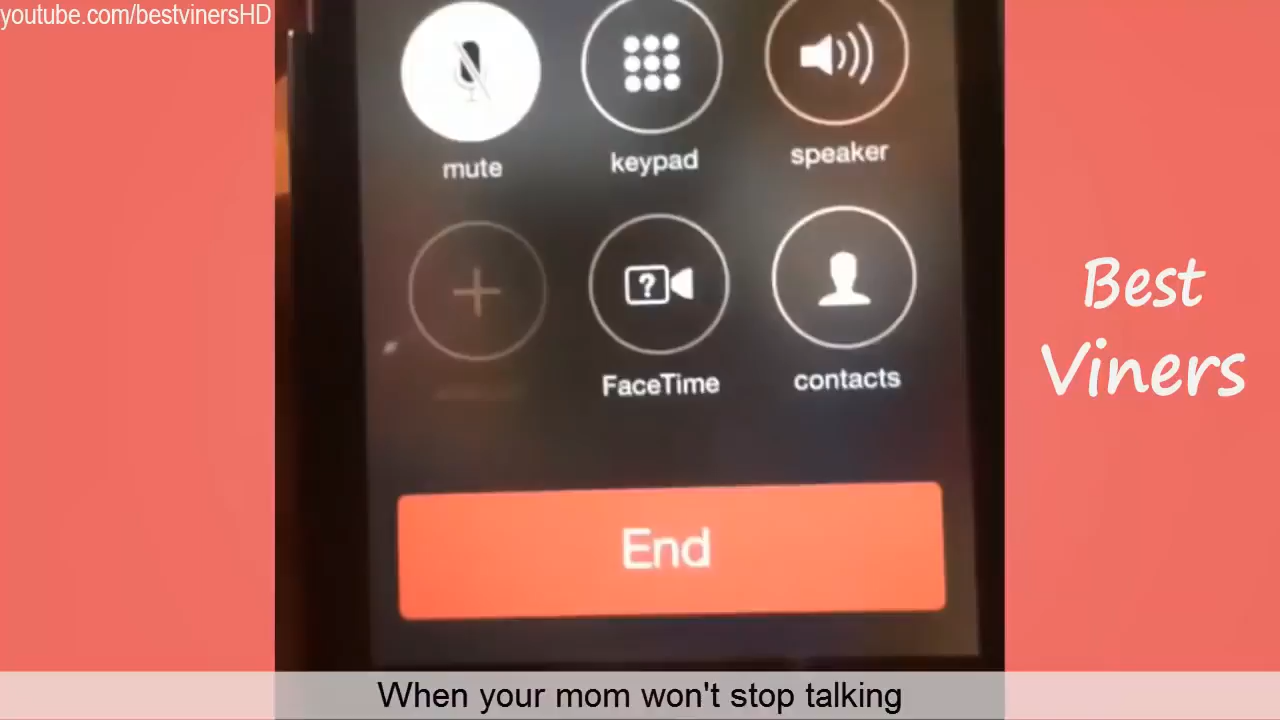 youtube.com/bestvinersHD
mute
keypad
speaker
?
FaceTime
contacts
Best
Viners
End
When your mom won't stop talking